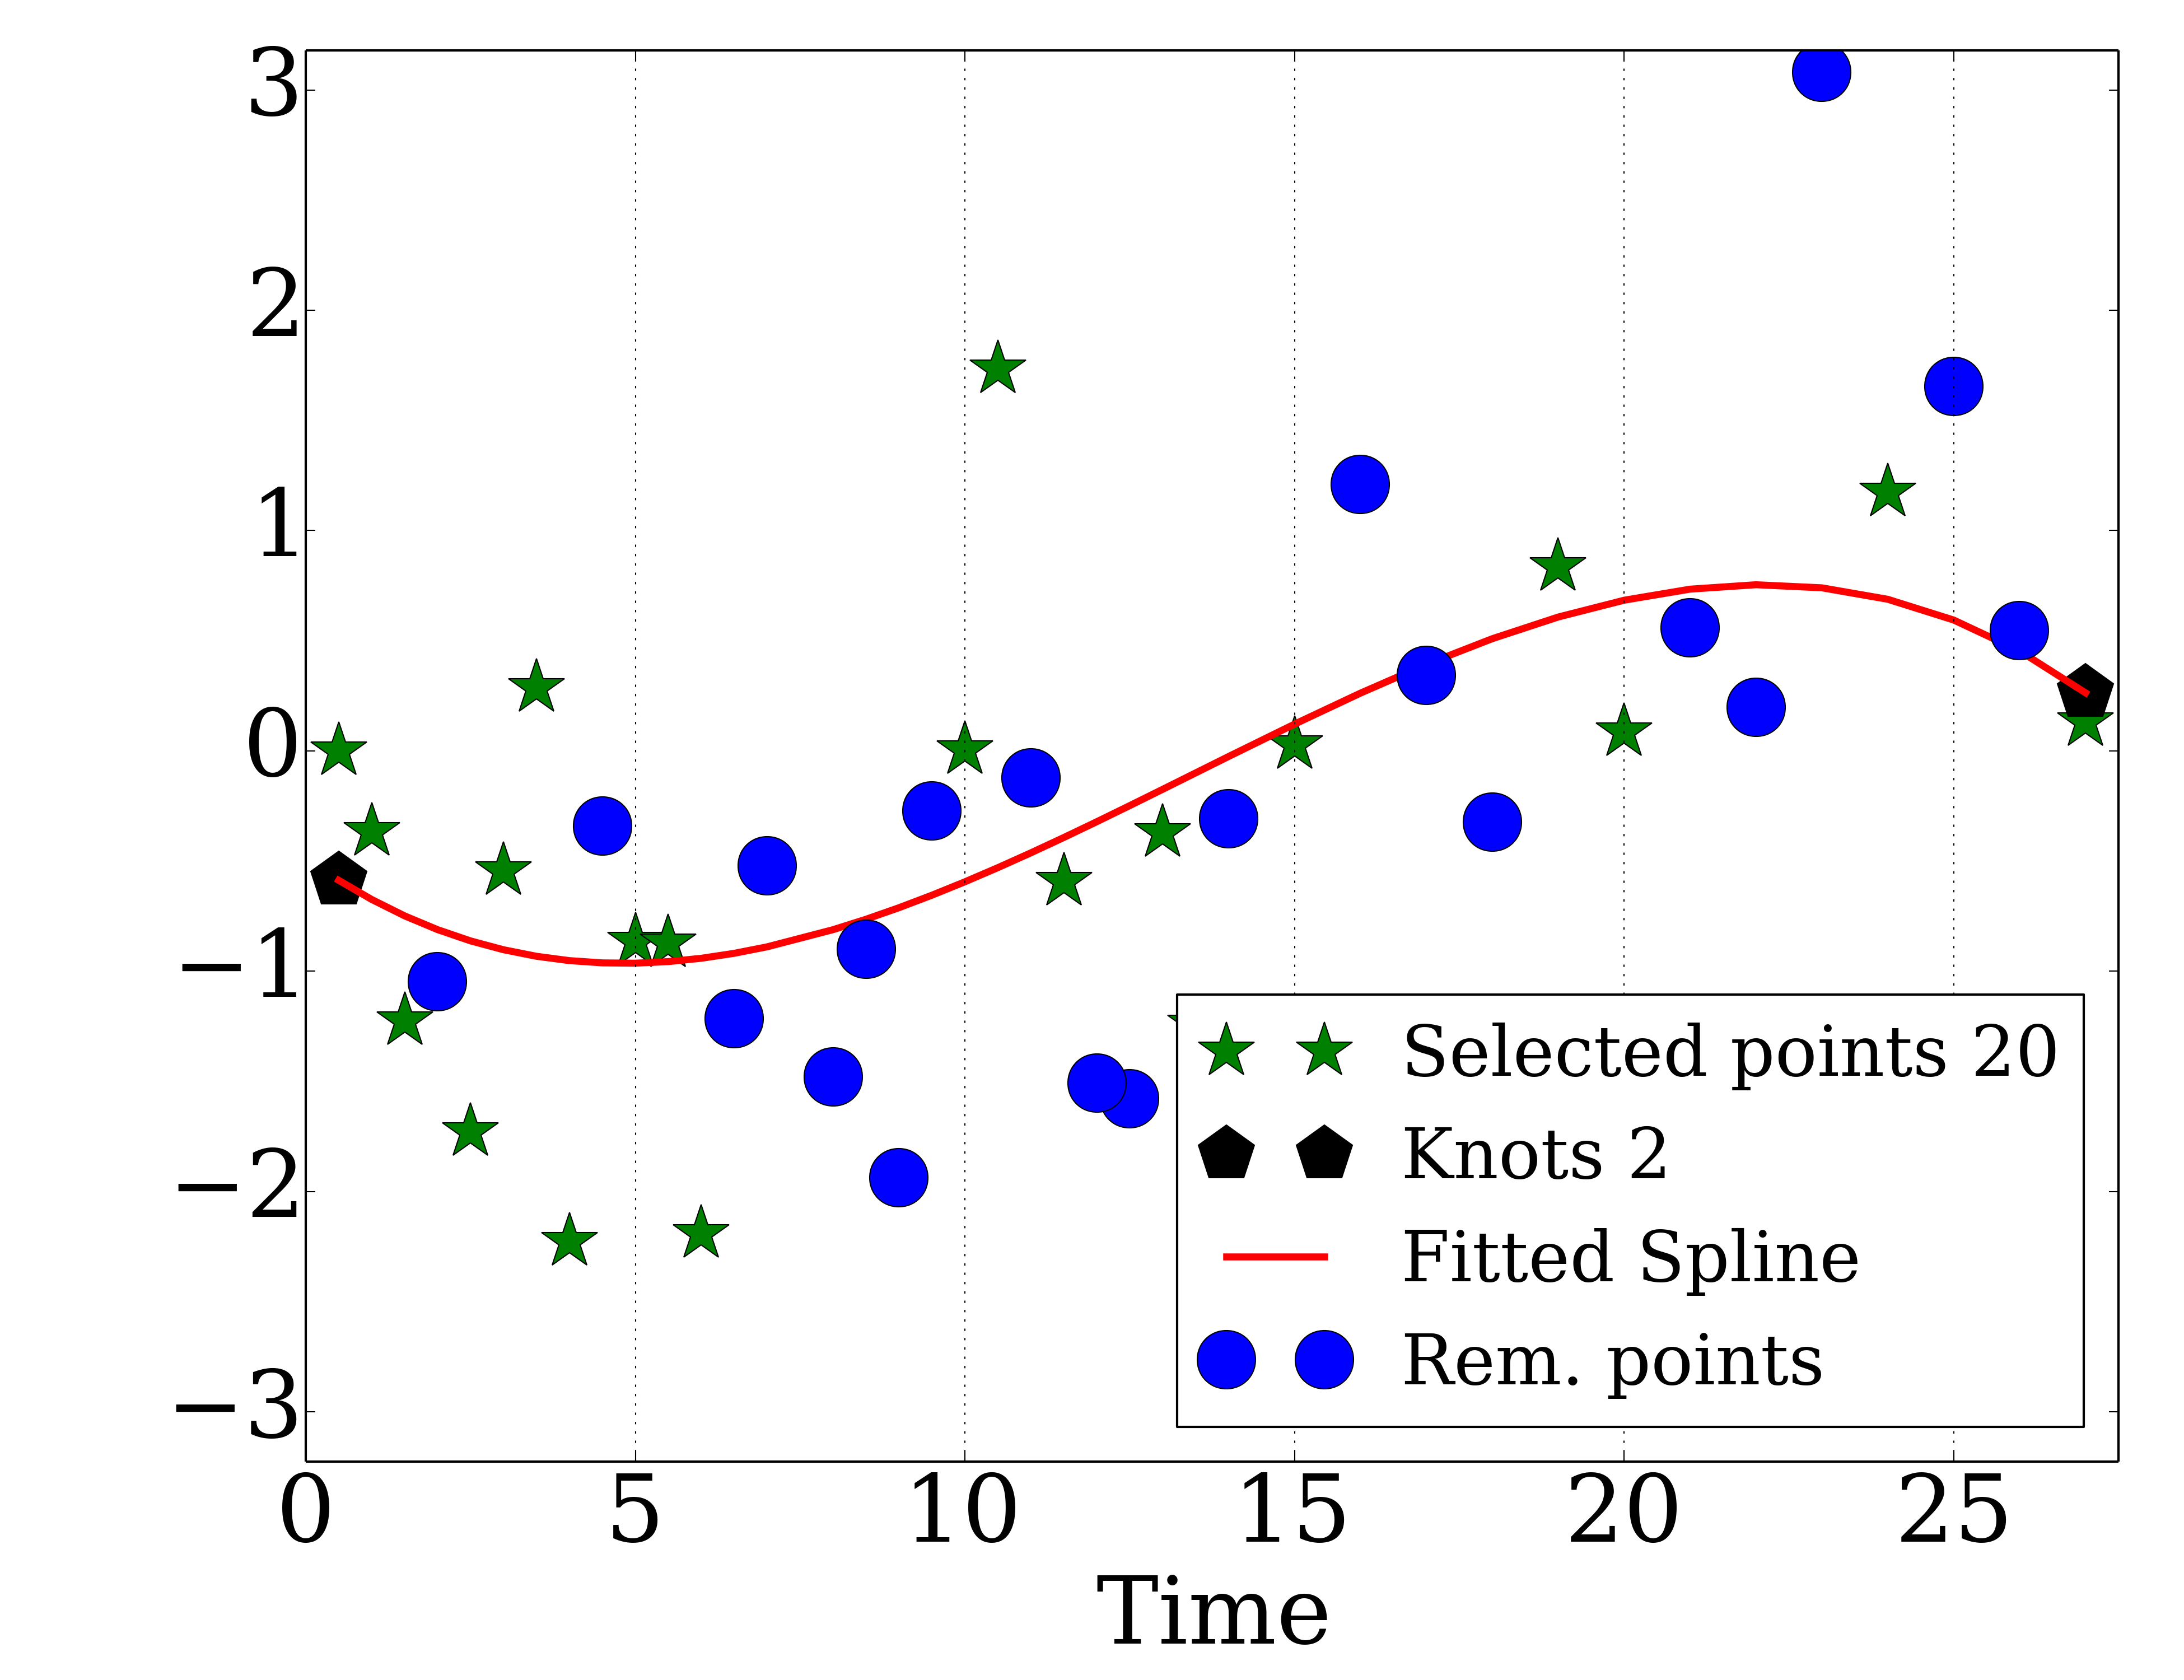 3
2
1
0
−1
−2
−3
0 5 10 15 20 25
Time
Selected points 20
Knots 2
Fitted Spline
Rem. points